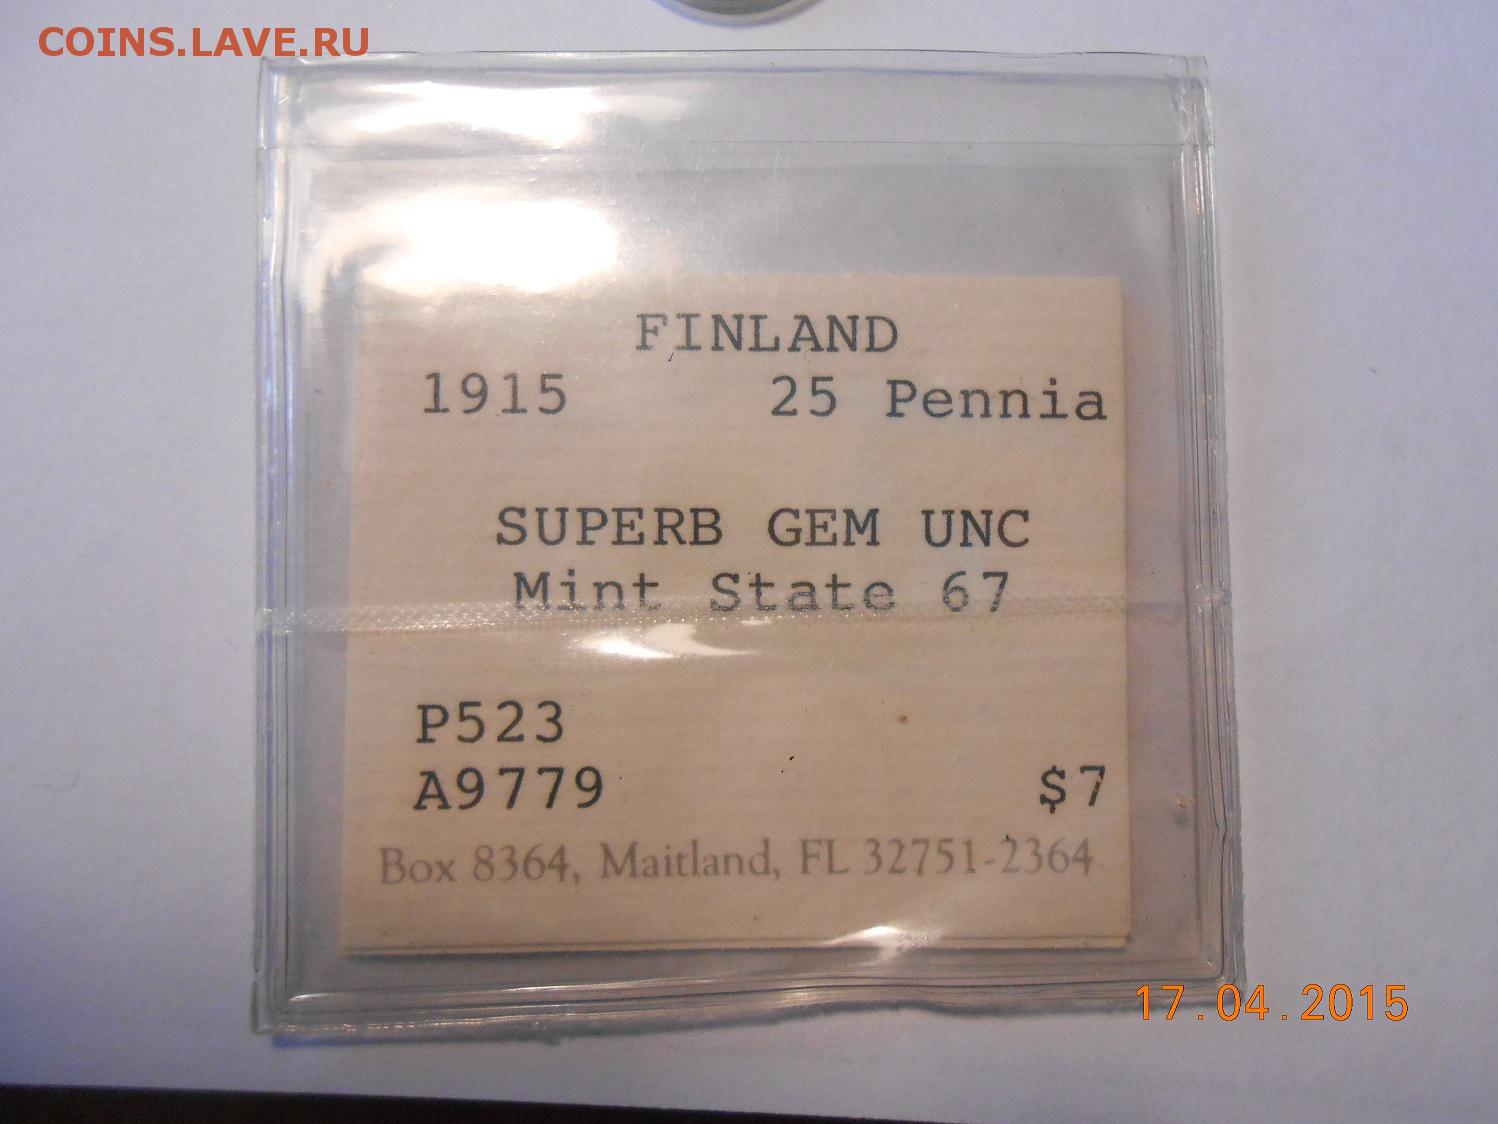 COINS.LAVE.RU
FINLAND
1915 25 Pennia
SUPERB GEM UNC
Mint State 67
P523
A9779 $7
Box 8364, Maitland, FL 32751-2364
17.04.2015